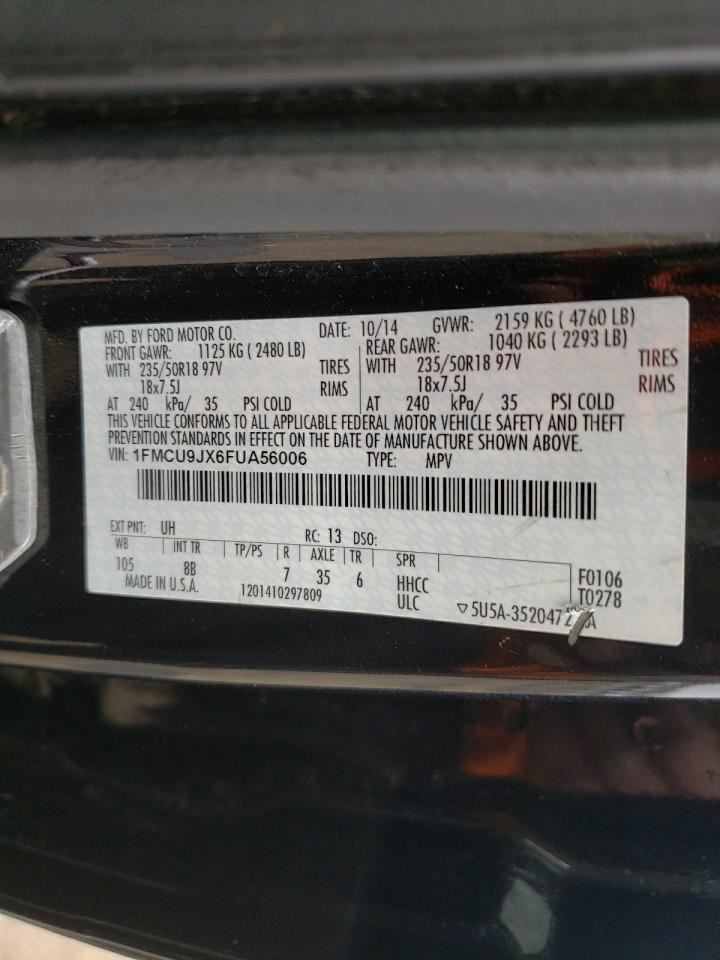 MFD. BY FORD MOTOR CO. DATE: 10/14 GVWR: 2159 KG ( 4760 LB)
FRONT GAWR: 1125 KG ( 2480 LB) REAR GAWR: 1040 KG ( 2293 LB)
WITH 235/50R18 97V TIRES WITH 235/50R18 97V TIRES
18x7.5J RIMS 18x7.5J RIMS
AT 240 kPa/ 35 PSI COLD AT 240 kPa/ 35 PSI COLD
THIS VEHICLE CONFORMS TO ALL APPLICABLE FEDERAL MOTOR VEHICLE SAFETY AND THEFT
PREVENTION STANDARDS IN EFFECT ON THE DATE OF MANUFACTURE SHOWN ABOVE.
VIN: 1FMCU9JX6FUA56006 TYPE: MPV
EXT PNT: UH RC: 13 DSO:
WB INT TR TP/PS R AXLE TR SPR
105 8B 7 35 6 HHCC F0106
MADE IN U.S.A. 1201410297809 ULC T0278
▽5U5A-352047